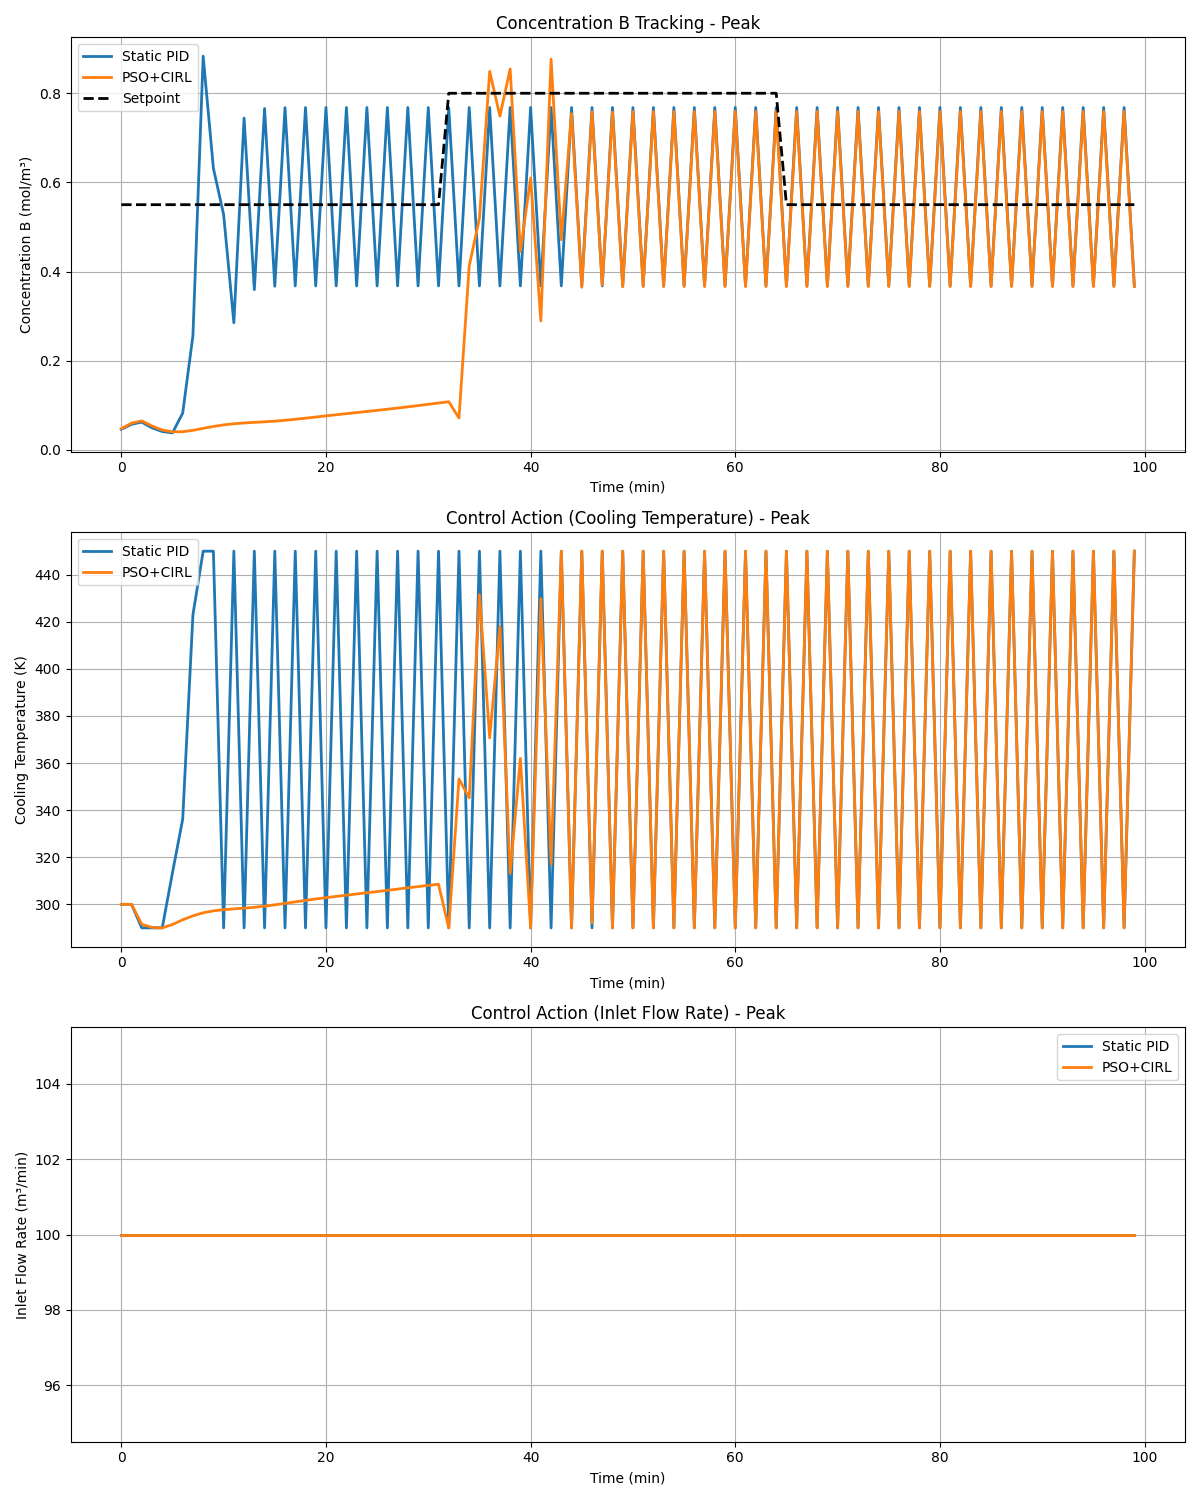 Concentration B Tracking - Peak
Static PID
PSO+CIRL
Setpoint
Concentration B (mol/m³)
0.8
0.6
0.4
0.2
0.0
0 20 40 60 80 100
Time (min)
Control Action (Cooling Temperature) - Peak
Static PID
PSO+CIRL
Cooling Temperature (K)
440
420
400
380
360
340
320
300
0 20 40 60 80 100
Time (min)
Control Action (Inlet Flow Rate) - Peak
Static PID
PSO+CIRL
Inlet Flow Rate (m³/min)
104
102
100
98
96
0 20 40 60 80 100
Time (min)